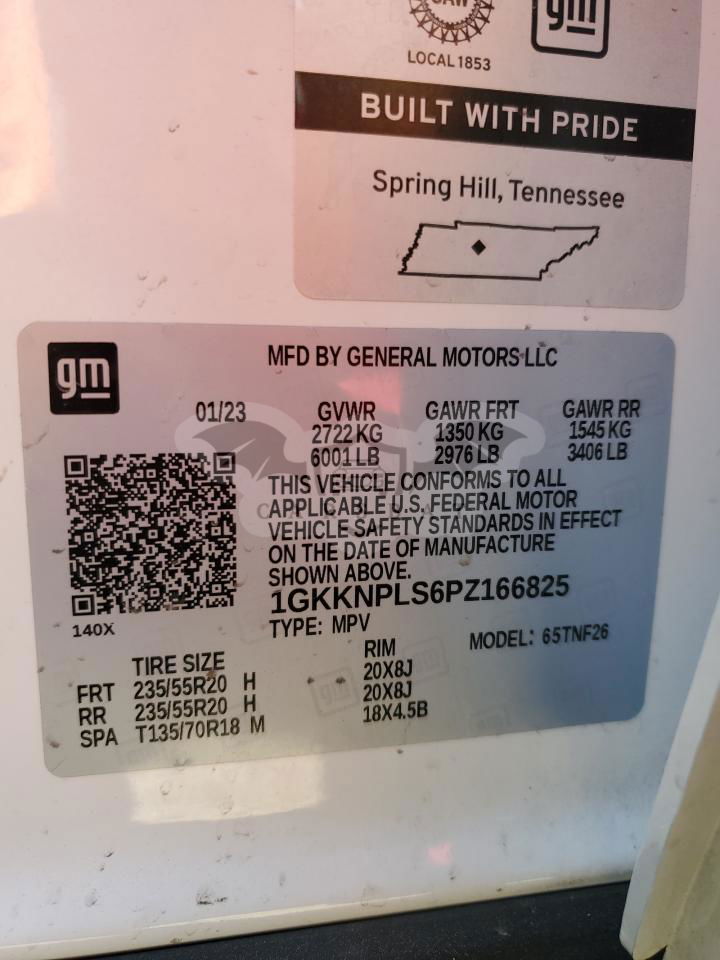 UAW
gm
LOCAL 1853
BUILT WITH PRIDE
Spring Hill, Tennessee
gm
MFD BY GENERAL MOTORS LLC
01/23 GVWR GAWR FRT GAWR RR
2722 KG 1350 KG 1545 KG
6001 LB 2976 LB 3406 LB
THIS VEHICLE CONFORMS TO ALL
APPLICABLE U.S. FEDERAL MOTOR
VEHICLE SAFETY STANDARDS IN EFFECT
ON THE DATE OF MANUFACTURE
SHOWN ABOVE.
1GKKNPLS6PZ166825
140X
TYPE: MPV MODEL: 65TNF26
TIRE SIZE RIM
FRT 235/55R20 H 20X8J
RR 235/55R20 H 20X8J
SPA T135/70R18 M 18X4.5B